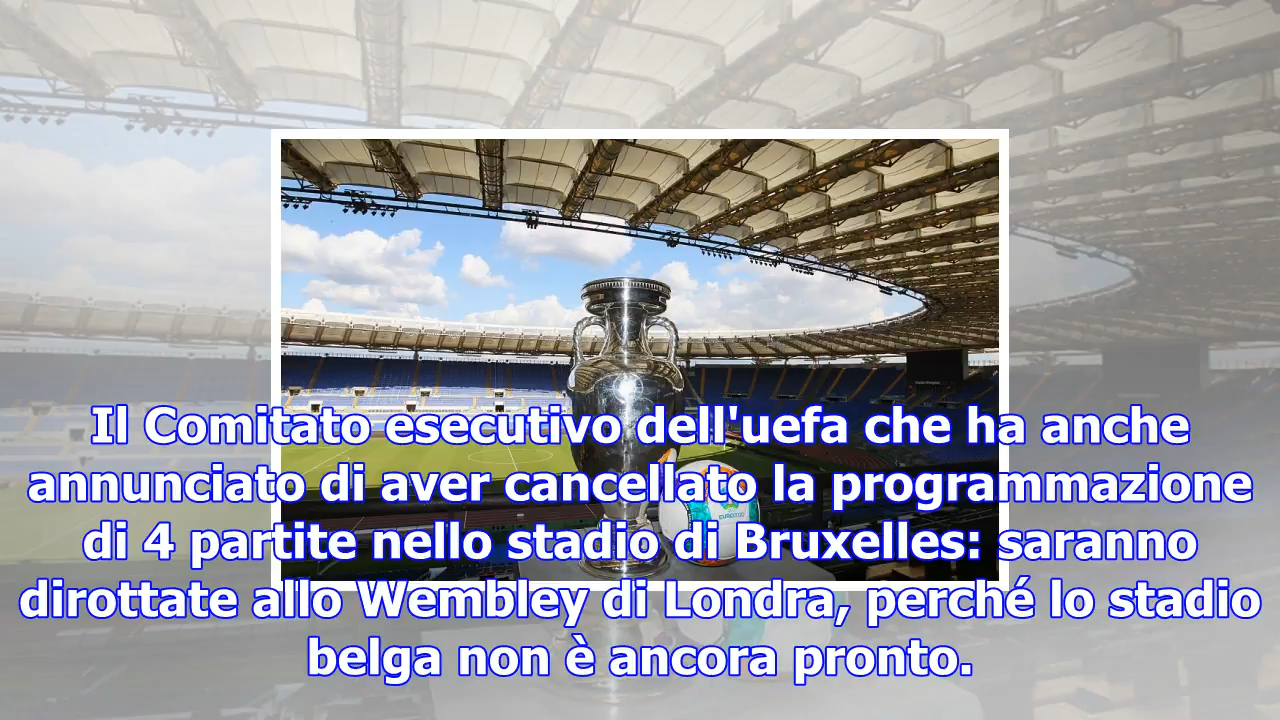 Il Comitato esecutivo dell'uefa che ha anche
annunciato di aver cancellato la programmazione
di 4 partite nello stadio di Bruxelles: saranno
dirottate allo Wembley di Londra, perché lo stadio
belga non è ancora pronto.